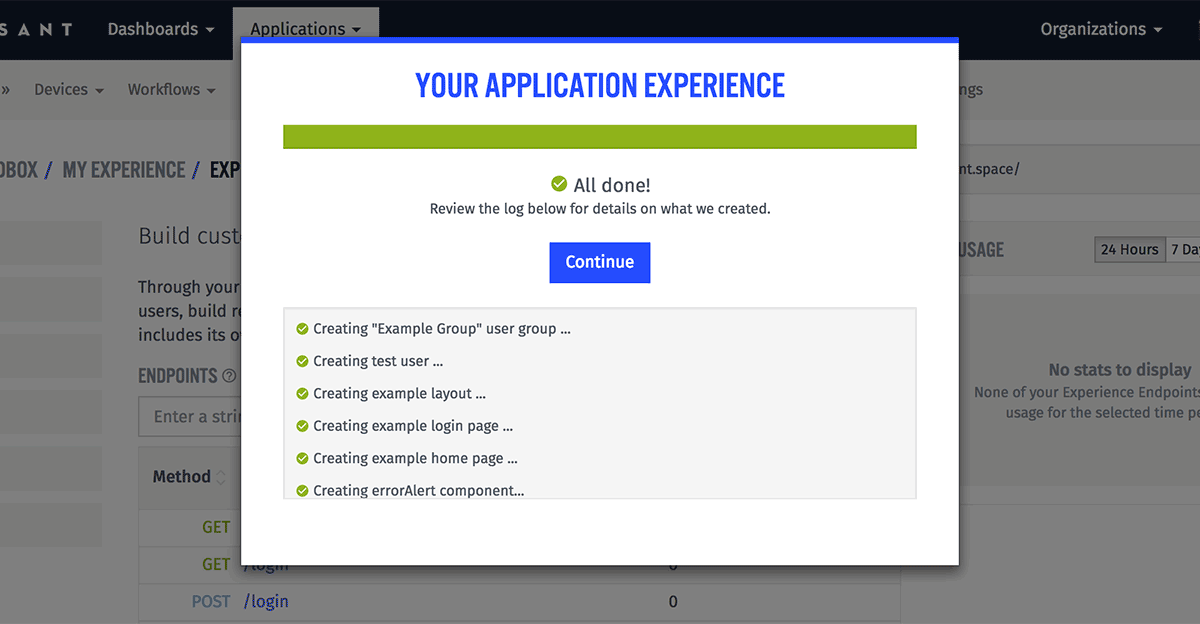 SANT Dashboards Applications Organizations
» Devices Workflows ngs
DBOX / MY EXPERIENCE / EXP
nt.space/
YOUR APPLICATION EXPERIENCE
All done!
Review the log below for details on what we created.
Continue
Creating "Example Group" user group ...
Creating test user ...
Creating example layout ...
Creating example login page ...
Creating example home page ...
Creating errorAlert component...
Build cust
Through your
users, build re
includes its o
ENDPOINTS
Enter a strin
Method
GET
GET /login 0
POST /login 0
USAGE 24 Hours 7 Da
No stats to display
None of your Experience Endpoints
usage for the selected time pe